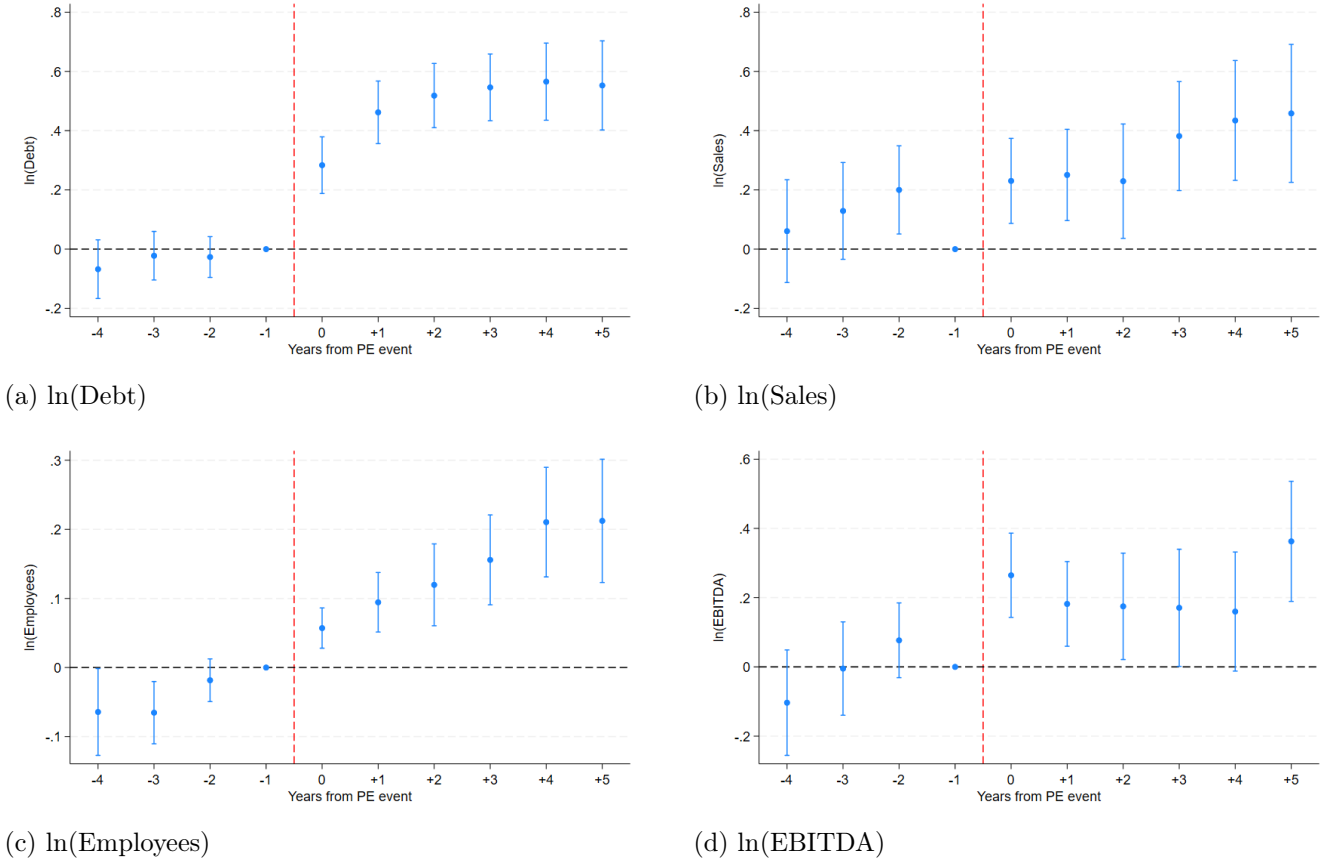 .8
.6
.4
.2
0
-.2
ln(Debt)
-4 -3 -2 -1 0 +1 +2 +3 +4 +5
Years from PE event
(a) ln(Debt)
.8
.6
.4
.2
0
-.2
ln(Sales)
-4 -3 -2 -1 0 +1 +2 +3 +4 +5
Years from PE event
(b) ln(Sales)
.3
.2
.1
0
-.1
ln(Employees)
-4 -3 -2 -1 0 +1 +2 +3 +4 +5
Years from PE event
(c) ln(Employees)
.6
.4
.2
0
-.2
ln(EBITDA)
-4 -3 -2 -1 0 +1 +2 +3 +4 +5
Years from PE event
(d) ln(EBITDA)